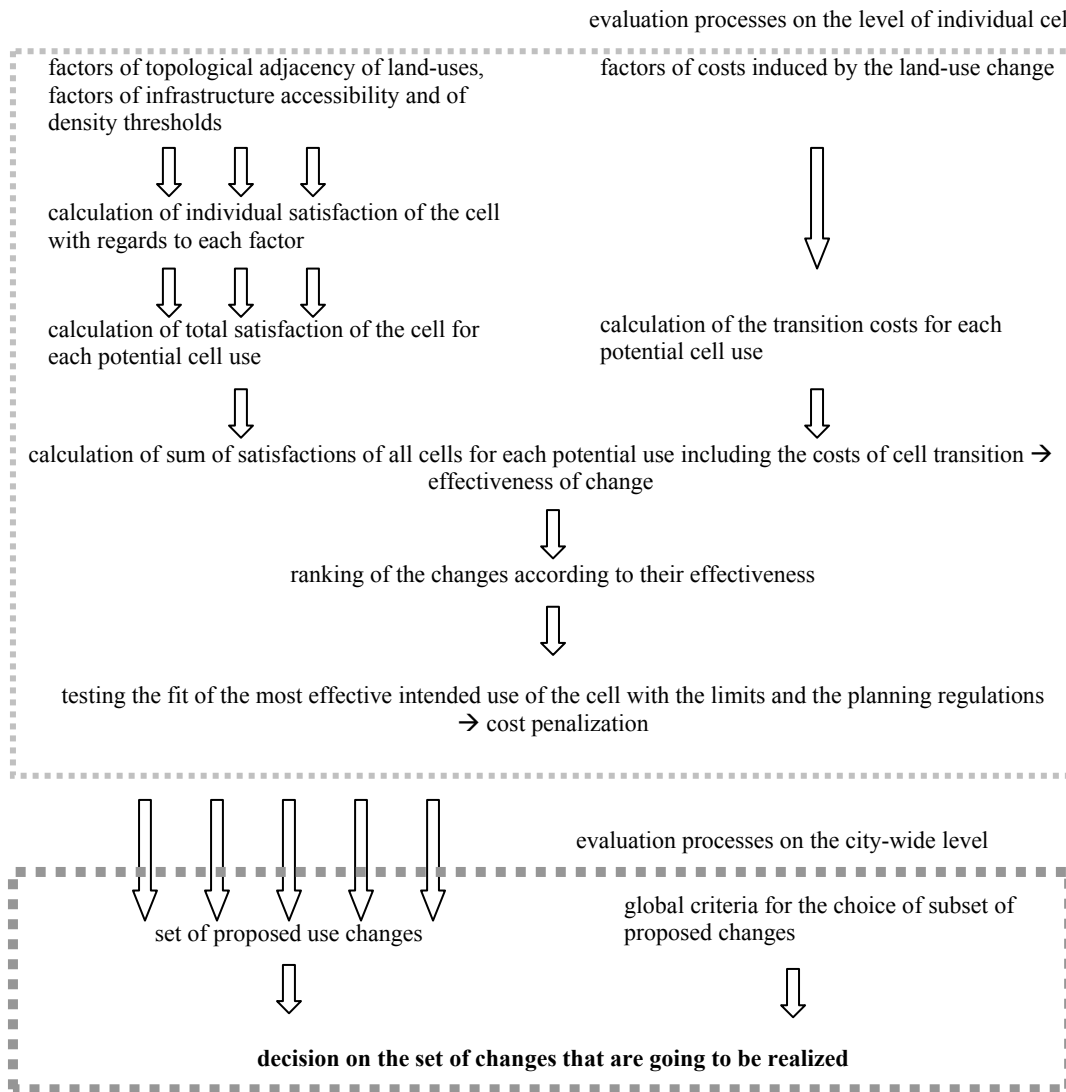 evaluation processes on the level of individual cel
factors of topological adjacency of land-uses,
factors of infrastructure accessibility and of
density thresholds
factors of costs induced by the land-use change
calculation of individual satisfaction of the cell
with regards to each factor
calculation of total satisfaction of the cell for
each potential cell use
calculation of the transition costs for each
potential cell use
calculation of sum of satisfactions of all cells for each potential use including the costs of cell transition →
effectiveness of change
ranking of the changes according to their effectiveness
testing the fit of the most effective intended use of the cell with the limits and the planning regulations
→ cost penalization
evaluation processes on the city-wide level
set of proposed use changes
global criteria for the choice of subset of
proposed changes
decision on the set of changes that are going to be realized